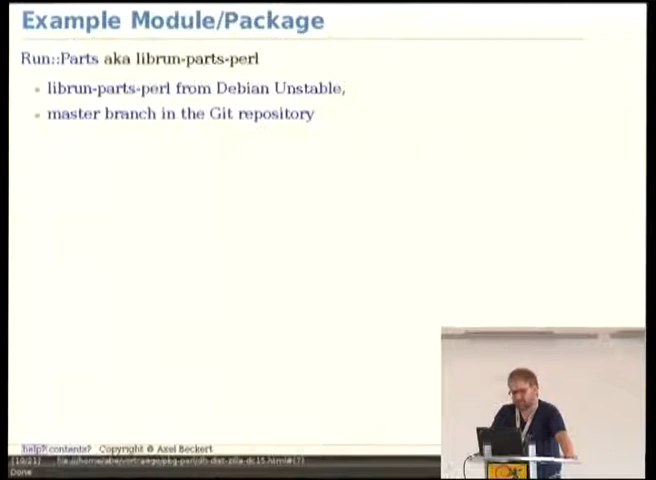 Example Module/Package
Run::Parts aka librun-parts-perl
librun-parts-perl from Debian Unstable,
master branch in the Git repository
help? contents? Copyright © Axel Beckert
Done